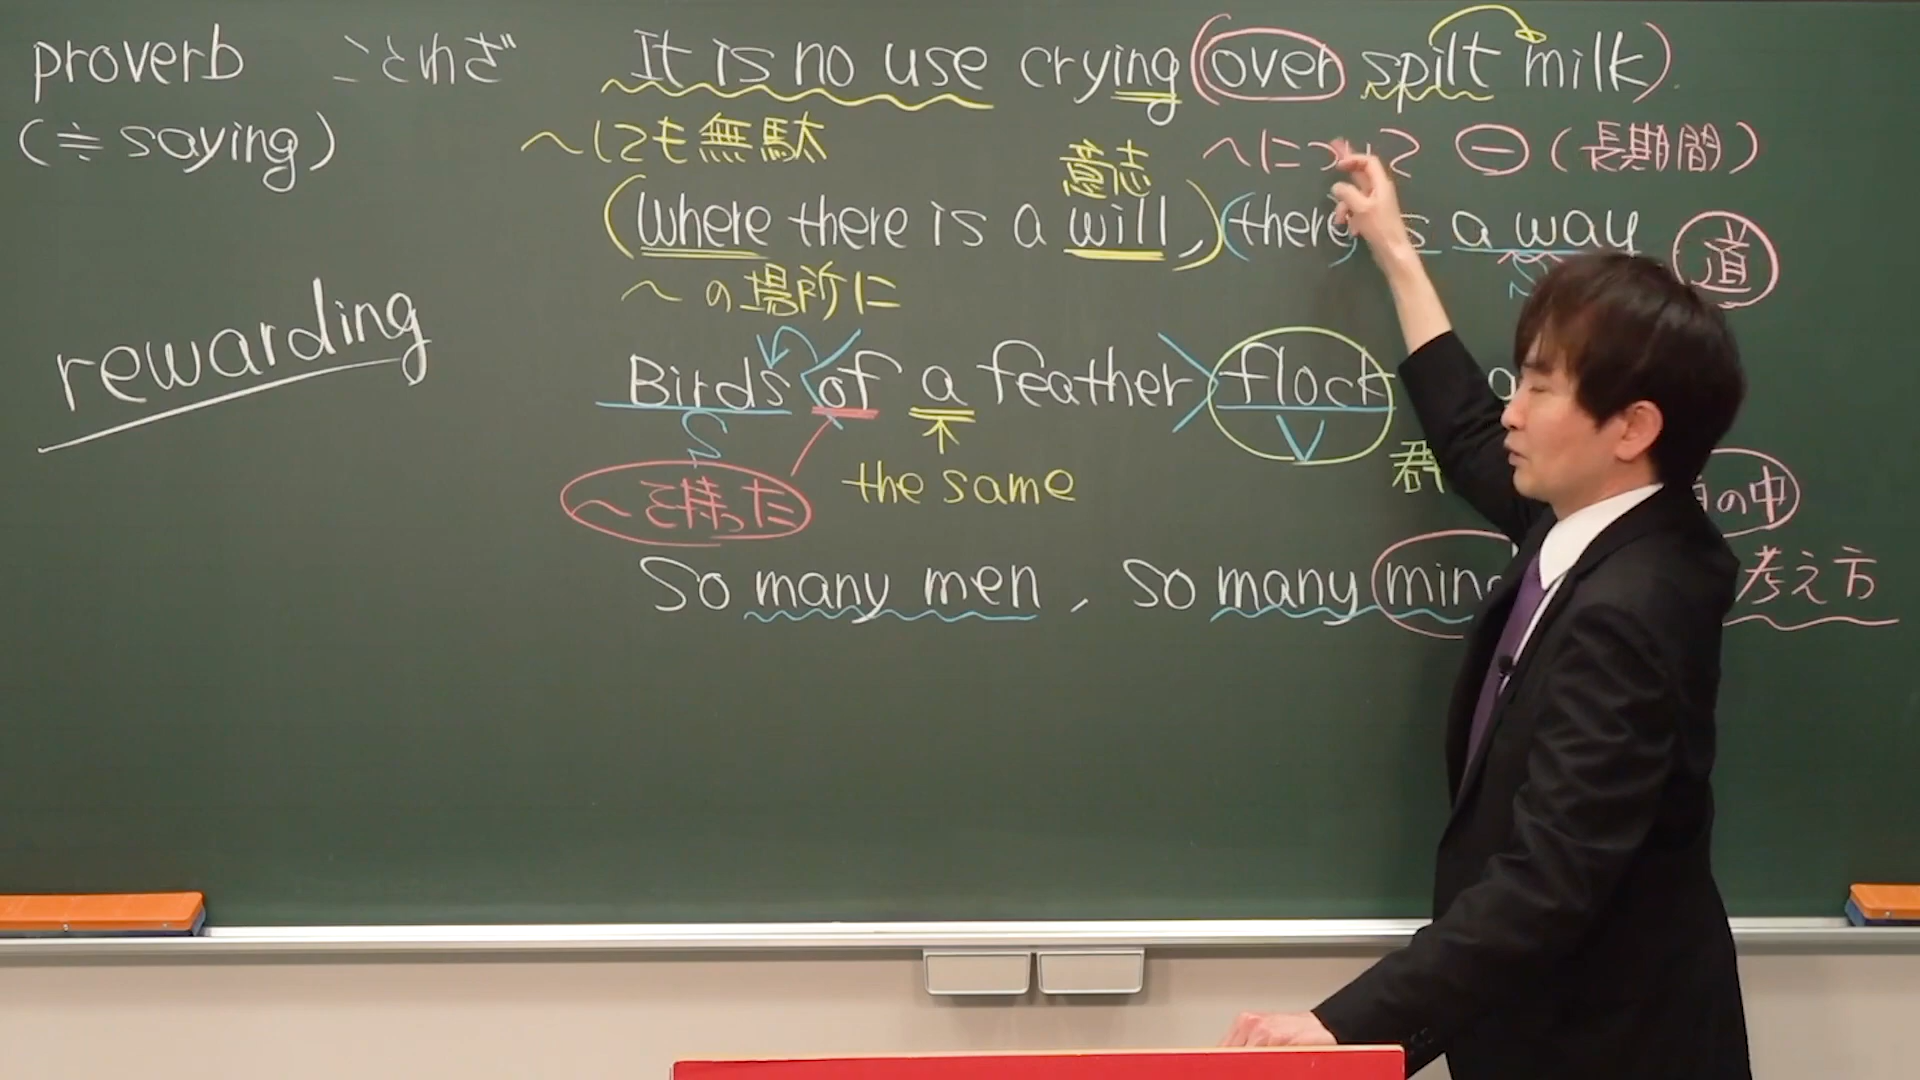 proverb ことわざ
(≒ saying)
rewarding
It is no use crying (over spilt milk).
〜しても無駄
意志
〜について ⊖ (長期間)
(Where there is a will,) (there) is a way
S
道
〜の場所に
Birds of a feather flock
S
V
〜を持った
the same
群
の中
So many men, so many
考え方